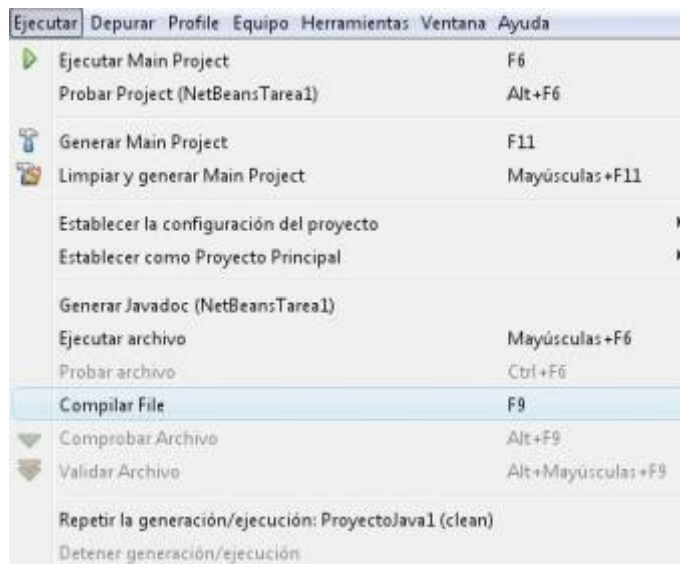 Ejecutar Depurar Profile Equipo Herramientas Ventana Ayuda
Ejecutar Main Project F6
Probar Project (NetBeansTarea1) Alt+F6
Generar Main Project F11
Limpiar y generar Main Project Mayúsculas+F11
Establecer la configuración del proyecto
Establecer como Proyecto Principal
Generar Javadoc (NetBeansTarea1)
Ejecutar archivo Mayúsculas+F6
Probar archivo Ctrl+F6
Compilar File F9
Comprobar Archivo Alt+F9
Validar Archivo Alt+Mayúsculas+F9
Repetir la generación/ejecución: ProyectoJava1 (clean)
Detener generación/ejecución